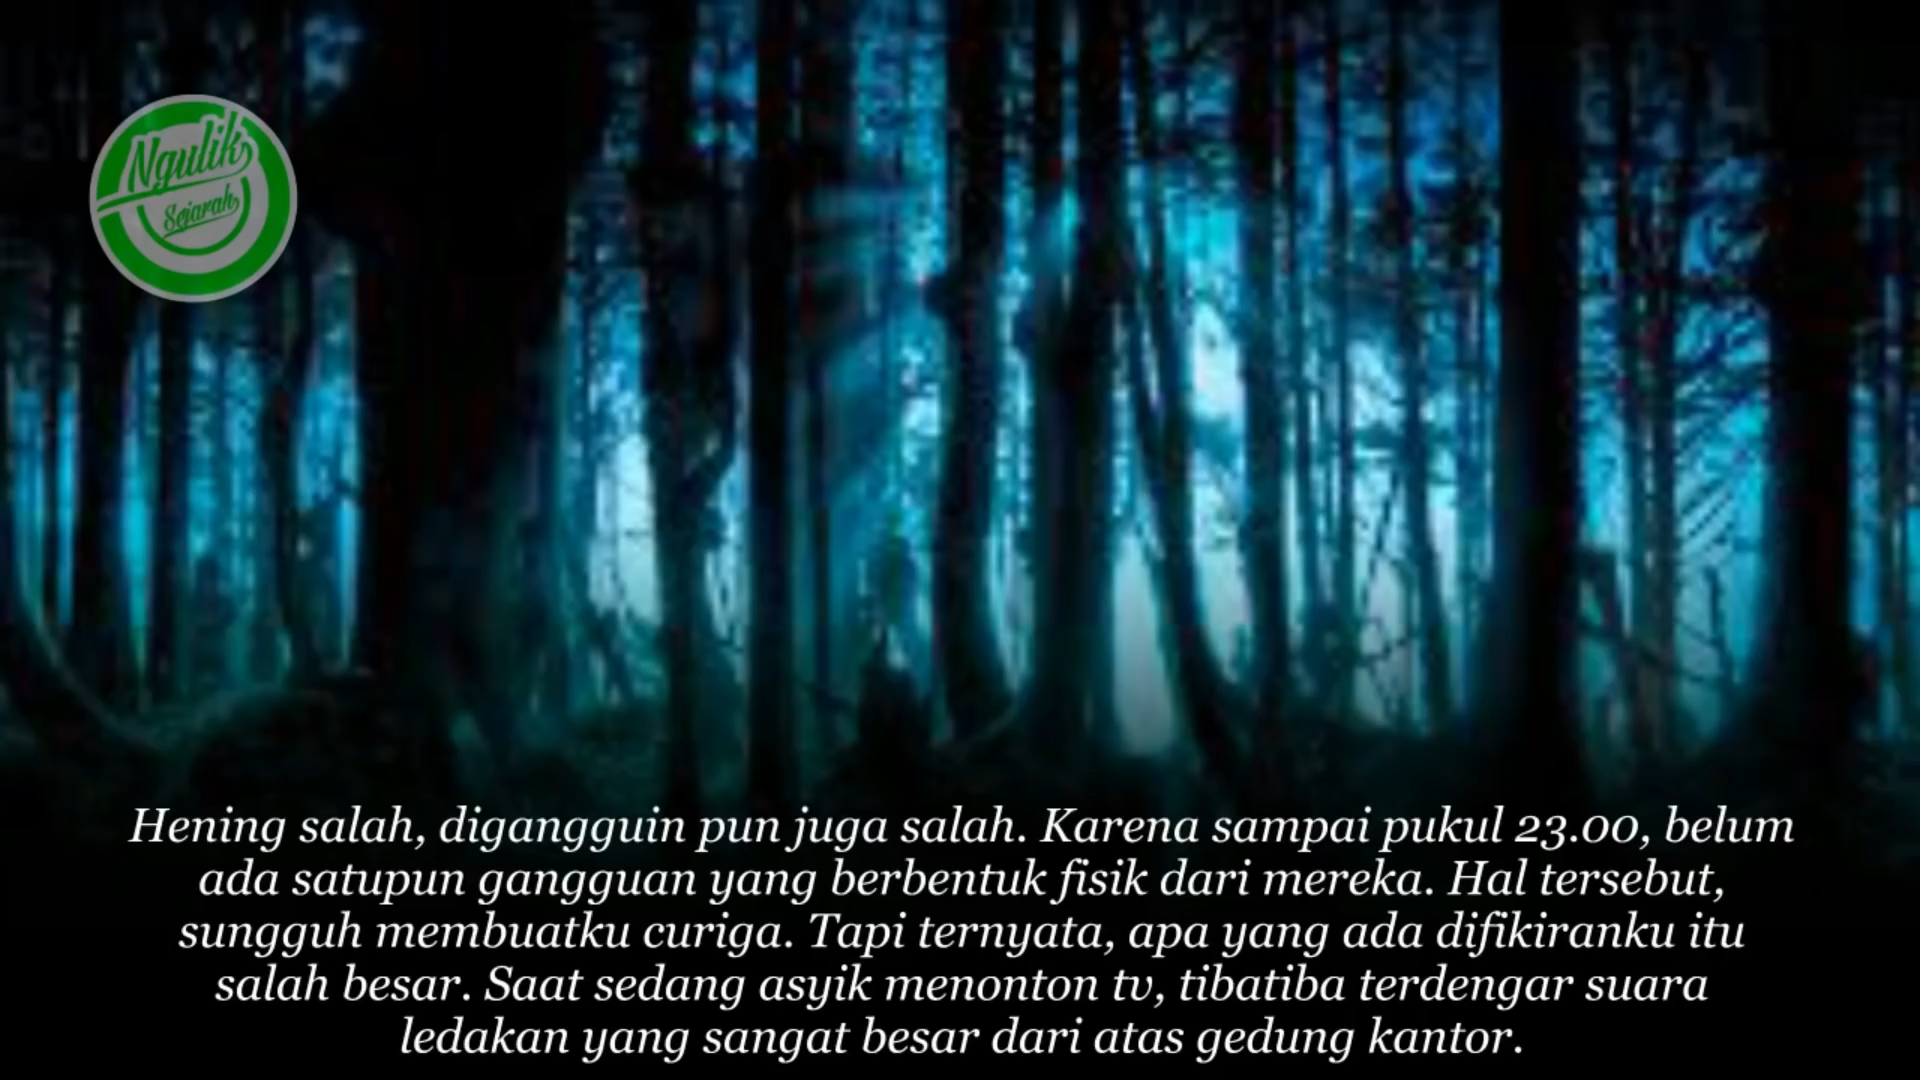 Ngulik
Sejarah
Hening salah, digangguin pun juga salah. Karena sampai pukul 23.00, belum
ada satupun gangguan yang berbentuk fisik dari mereka. Hal tersebut,
sungguh membuatku curiga. Tapi ternyata, apa yang ada difikiranku itu
salah besar. Saat sedang asyik menonton tv, tibatiba terdengar suara
ledakan yang sangat besar dari atas gedung kantor.